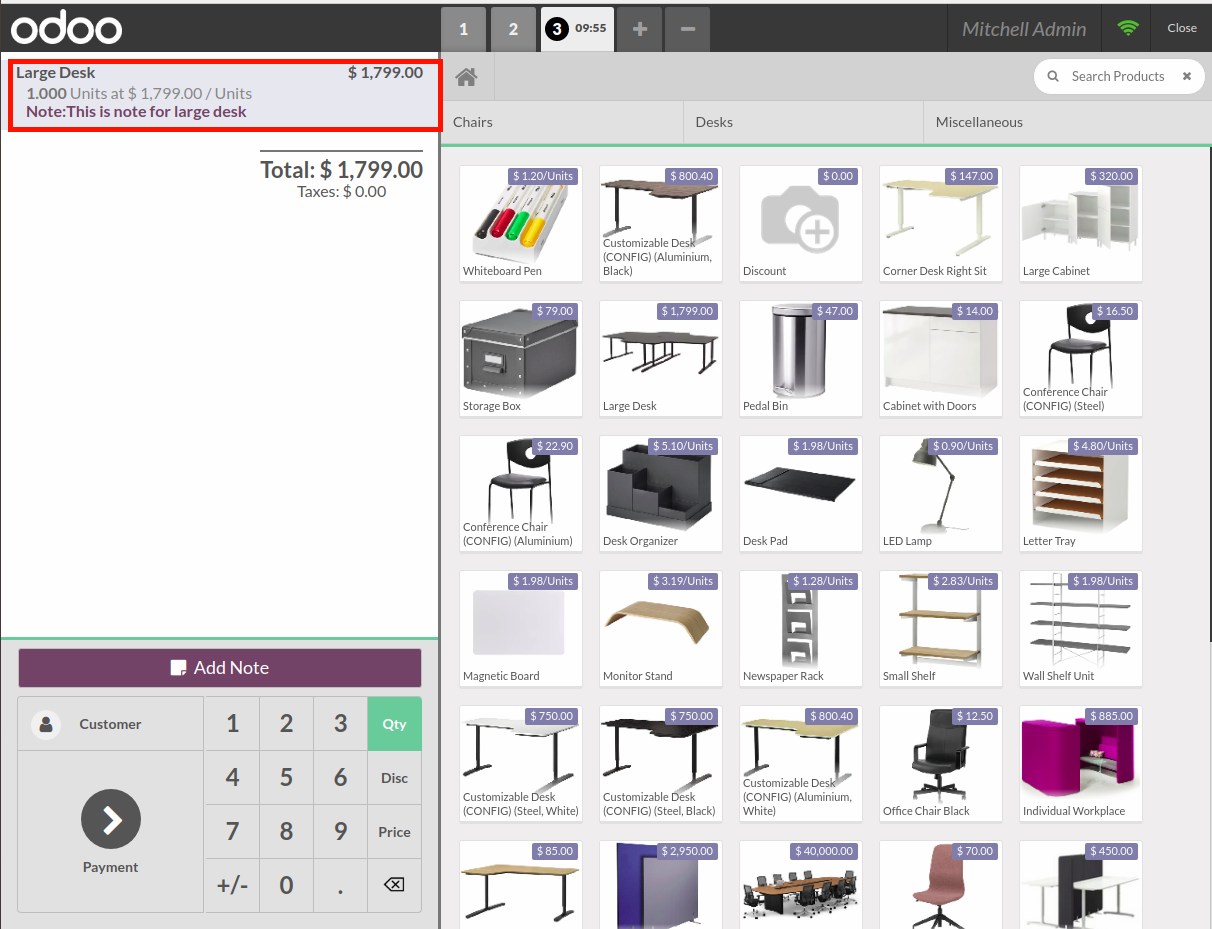 odoo
1
2
3 09:55
Mitchell Admin
Close
Large Desk $ 1,799.00
1.000 Units at $ 1,799.00 / Units
Note:This is note for large desk
Total: $ 1,799.00
Taxes: $ 0.00
Search Products
Chairs
Desks
Miscellaneous
$ 1.20/Units
Whiteboard Pen
$ 800.40
Customizable Desk
(CONFIG) (Aluminium,
Black)
$ 0.00
Discount
$ 147.00
Corner Desk Right Sit
$ 320.00
Large Cabinet
$ 79.00
Storage Box
$ 1,799.00
Large Desk
$ 47.00
Pedal Bin
$ 14.00
Cabinet with Doors
$ 16.50
Conference Chair
(CONFIG) (Steel)
$ 22.90
Conference Chair
(CONFIG) (Aluminium)
$ 5.10/Units
Desk Organizer
$ 1.98/Units
Desk Pad
$ 0.90/Units
LED Lamp
$ 4.80/Units
Letter Tray
$ 1.98/Units
Magnetic Board
$ 3.19/Units
Monitor Stand
$ 1.28/Units
Newspaper Rack
$ 2.83/Units
Small Shelf
$ 1.98/Units
Wall Shelf Unit
$ 750.00
Customizable Desk
(CONFIG) (Steel, White)
$ 750.00
Customizable Desk
(CONFIG) (Steel, Black)
$ 800.40
Customizable Desk
(CONFIG) (Aluminium,
White)
$ 12.50
Office Chair Black
$ 885.00
Individual Workplace
$ 85.00
$ 2,950.00
$ 40,000.00
$ 70.00
$ 450.00
Add Note
Customer
1 2 3 Qty
4 5 6 Disc
7 8 9 Price
+/- 0 .
Payment